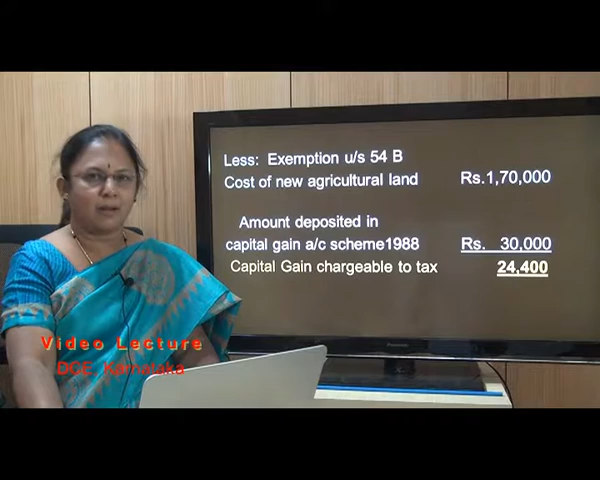 Less: Exemption u/s 54 B
Cost of new agricultural land Rs.1,70,000
Amount deposited in
capital gain a/c scheme1988 Rs. 30,000
Capital Gain chargeable to tax 24,400
Video Lecture
DCE, Karnataka
Panasonic